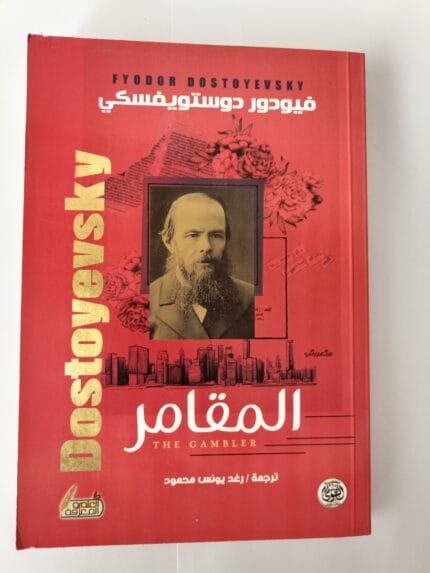 FYODOR DOSTOYEVSKY
فيودور دوستويفسكي
Dostoyevsky
المقامر
THE GAMBLER
ترجمة / رغد يونس محمود